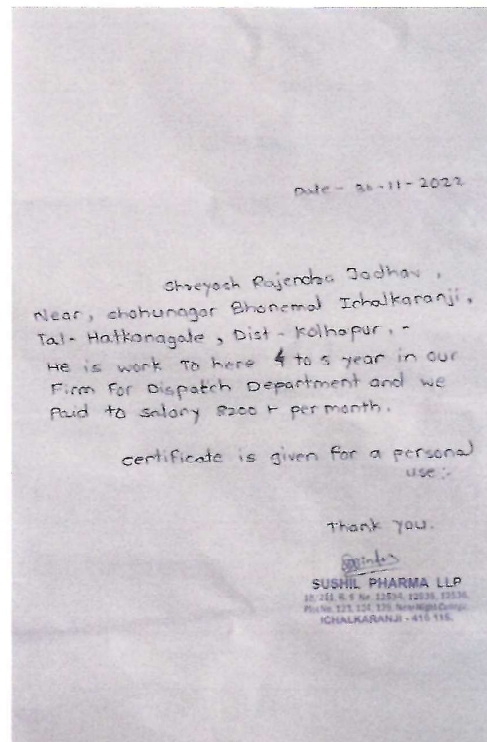 Date - 30-11-2022
Shreyash Rajendra Jadhav,
Near, shahunagar Bhonemal Ichalkaranji,
Tal- Hatkanagale, Dist - Kolhapur. -
He is work To here 4 to 5 year in our
Firm For Dispatch Department and we
Paid to salary 8200 + per month.
certificate is given for a personal
use :-
Thank you.
SUSHIL PHARMA LLP
ICHALKARANJI - 416 115.